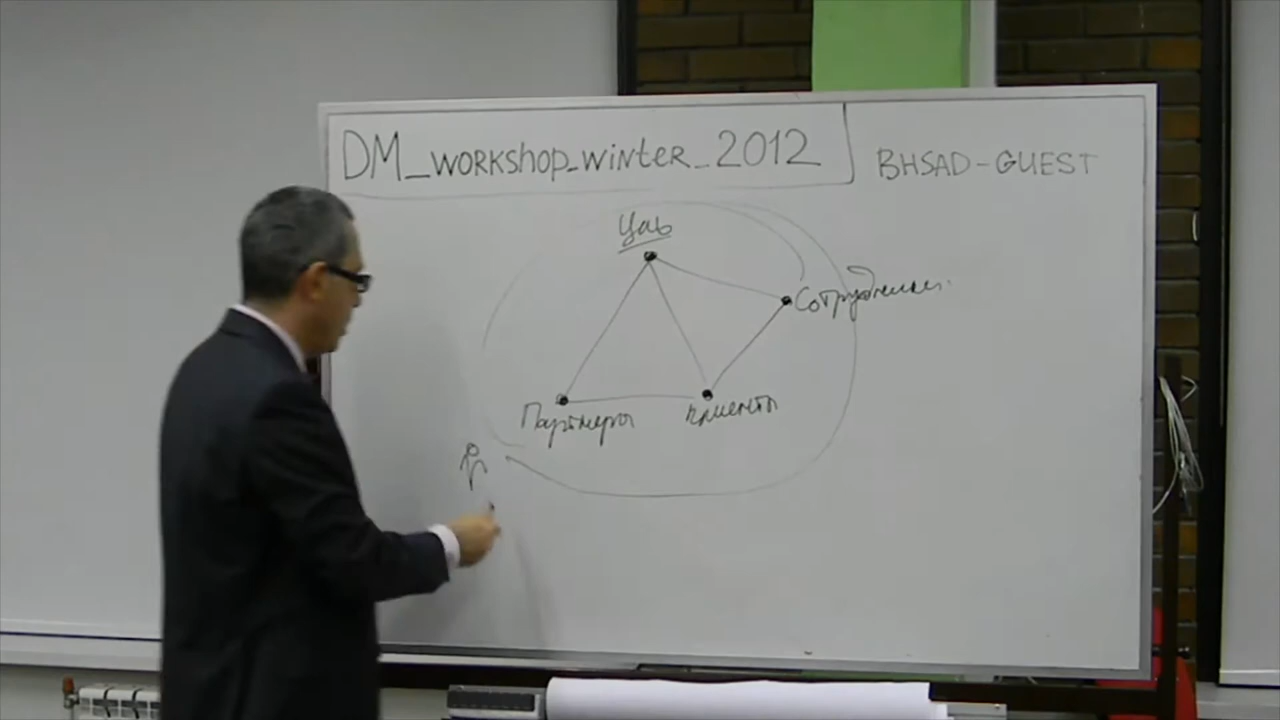 DM_WORKSHOP_WINTER_2012
BHSAD-GUEST
Цель
Сотрудники
Партнеры
Клиенты